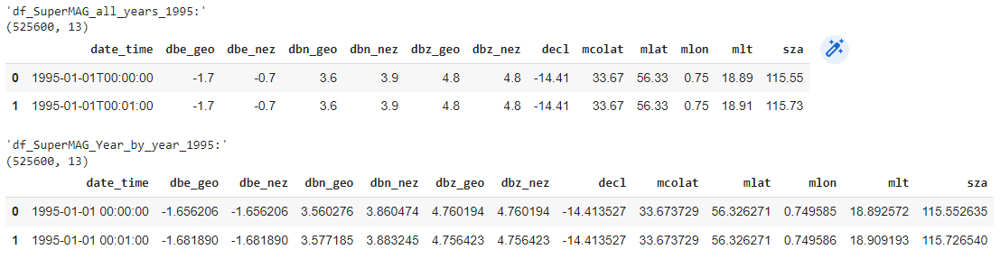 'df_SuperMAG_all_years_1995:'
(525600, 13)
date_time dbe_geo dbe_nez dbn_geo dbn_nez dbz_geo dbz_nez decl mcolat mlat mlon mlt sza
0 1995-01-01T00:00:00 -1.7 -0.7 3.6 3.9 4.8 4.8 -14.41 33.67 56.33 0.75 18.89 115.55
1 1995-01-01T00:01:00 -1.7 -0.7 3.6 3.9 4.8 4.8 -14.41 33.67 56.33 0.75 18.91 115.73
'df_SuperMAG_Year_by_year_1995:'
(525600, 13)
date_time dbe_geo dbe_nez dbn_geo dbn_nez dbz_geo dbz_nez decl mcolat mlat mlon mlt sza
0 1995-01-01 00:00:00 -1.656206 -1.656206 3.560276 3.860474 4.760194 4.760194 -14.413527 33.673729 56.326271 0.749585 18.892572 115.552635
1 1995-01-01 00:01:00 -1.681890 -1.681890 3.577185 3.883245 4.756423 4.756423 -14.413527 33.673729 56.326271 0.749586 18.909193 115.726540